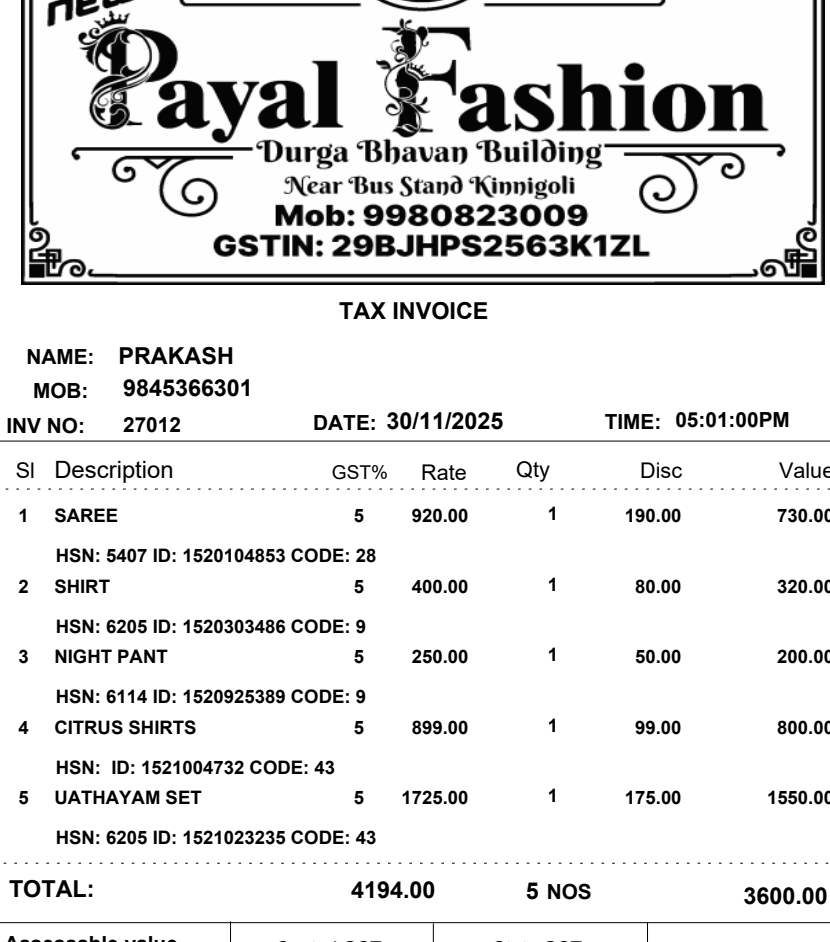 new
Payal Fashion
Durga Bhavan Building
Near Bus Stand Kinnigoli
Mob: 9980823009
GSTIN: 29BJHPS2563K1ZL
TAX INVOICE
NAME: PRAKASH
MOB: 9845366301
INV NO: 27012 DATE: 30/11/2025 TIME: 05:01:00PM
Sl Description GST% Rate Qty Disc Value
1 SAREE 5 920.00 1 190.00 730.00
HSN: 5407 ID: 1520104853 CODE: 28
2 SHIRT 5 400.00 1 80.00 320.00
HSN: 6205 ID: 1520303486 CODE: 9
3 NIGHT PANT 5 250.00 1 50.00 200.00
HSN: 6114 ID: 1520925389 CODE: 9
4 CITRUS SHIRTS 5 899.00 1 99.00 800.00
HSN: ID: 1521004732 CODE: 43
5 UATHAYAM SET 5 1725.00 1 175.00 1550.00
HSN: 6205 ID: 1521023235 CODE: 43
TOTAL: 4194.00 5 NOS 3600.00